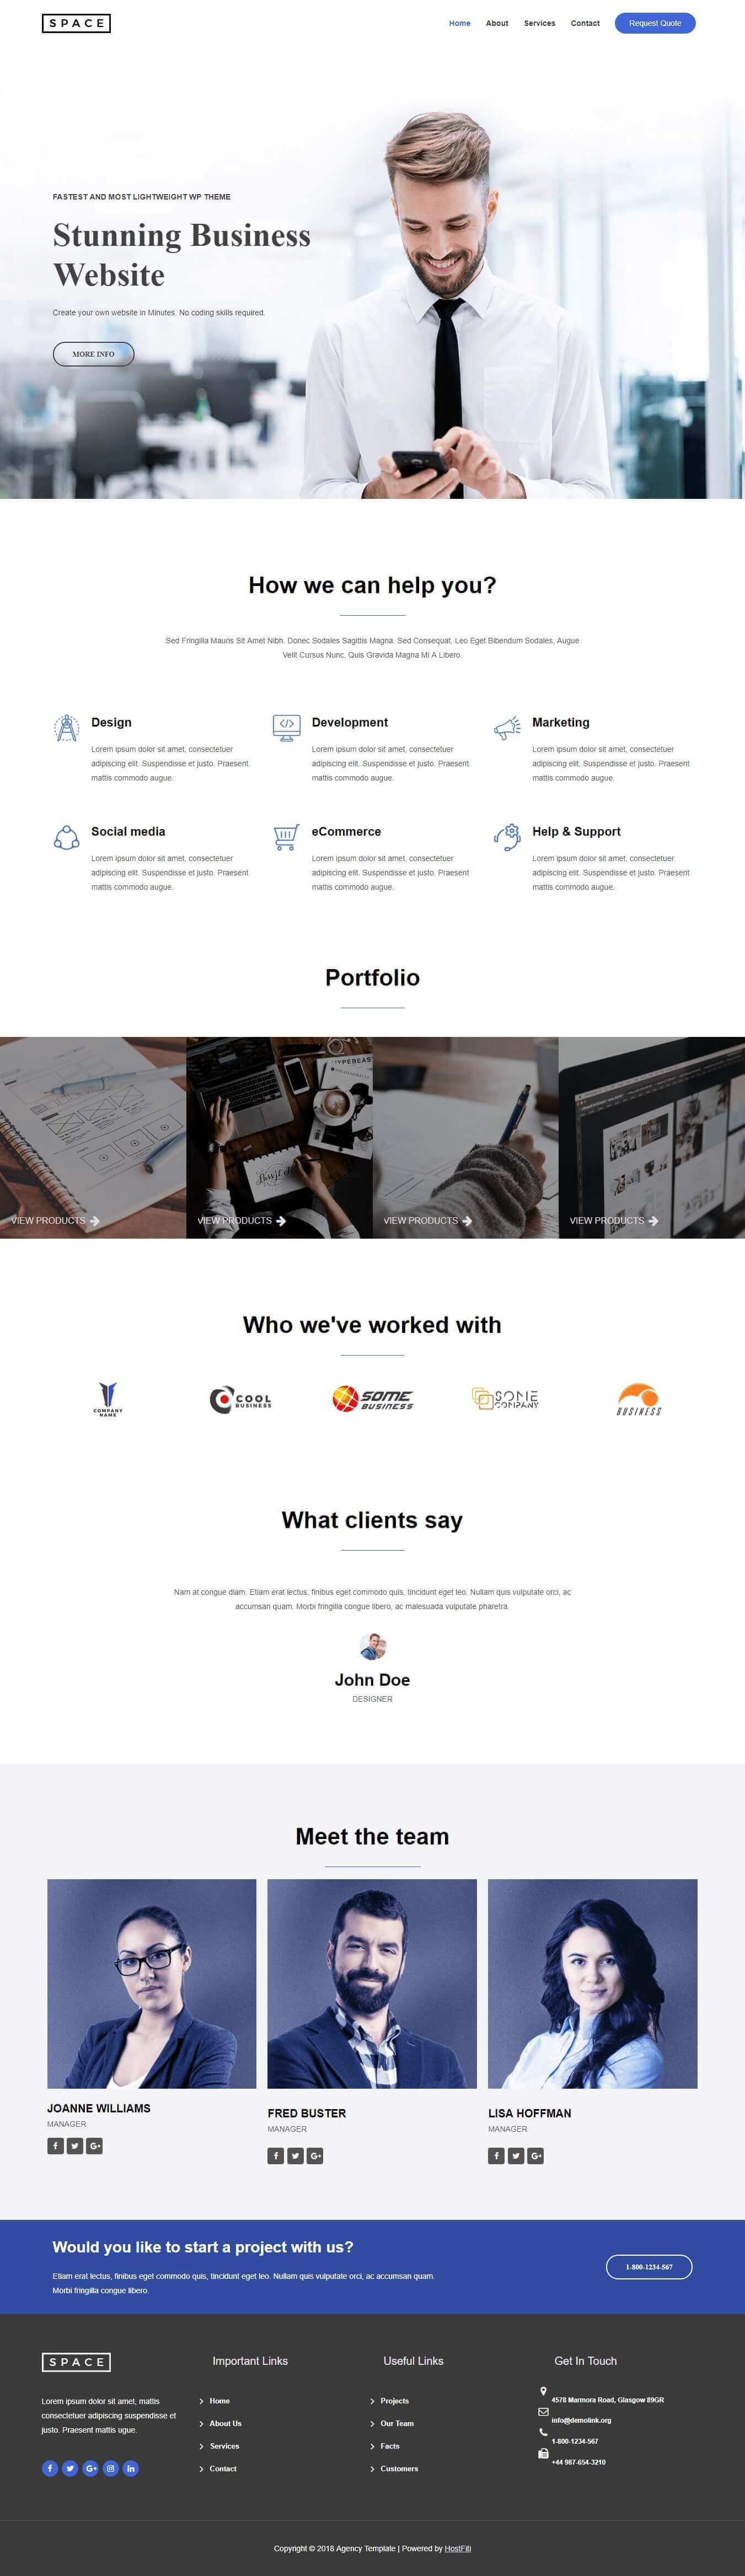 SPACE
Home About Services Contact Request Quote
FASTEST AND MOST LIGHTWEIGHT WP THEME
Stunning Business
Website
Create your own website in Minutes. No coding skills required.
MORE INFO
How we can help you?
Sed Fringilla Mauris Sit Amet Nibh. Donec Sodales Sagittis Magna. Sed Consequat, Leo Eget Bibendum Sodales, Augue
Velit Cursus Nunc, Quis Gravida Magna Mi A Libero.
Design
Lorem ipsum dolor sit amet, consectetuer
adipiscing elit. Suspendisse et justo. Praesent
mattis commodo augue.
Development
Lorem ipsum dolor sit amet, consectetuer
adipiscing elit. Suspendisse et justo. Praesent
mattis commodo augue.
Marketing
Lorem ipsum dolor sit amet, consectetuer
adipiscing elit. Suspendisse et justo. Praesent
mattis commodo augue.
Social media
Lorem ipsum dolor sit amet, consectetuer
adipiscing elit. Suspendisse et justo. Praesent
mattis commodo augue.
eCommerce
Lorem ipsum dolor sit amet, consectetuer
adipiscing elit. Suspendisse et justo. Praesent
mattis commodo augue.
Help & Support
Lorem ipsum dolor sit amet, consectetuer
adipiscing elit. Suspendisse et justo. Praesent
mattis commodo augue.
Portfolio
VIEW PRODUCTS
HYPEBEAST
VIEW PRODUCTS
VIEW PRODUCTS
VIEW PRODUCTS
Who we've worked with
COMPANY
NAME
COOL
BUSINESS
SOME
BUSINESS
SOME
COMPANY
BUSINESS
What clients say
Nam at congue diam. Etiam erat lectus, finibus eget commodo quis, tincidunt eget leo. Nullam quis vulputate orci, ac
accumsan quam. Morbi fringilla congue libero, ac malesuada vulputate pharetra.
John Doe
DESIGNER
Meet the team
JOANNE WILLIAMS
MANAGER
FRED BUSTER
MANAGER
LISA HOFFMAN
MANAGER
Would you like to start a project with us?
Etiam erat lectus, finibus eget commodo quis, tincidunt eget leo. Nullam quis vulputate orci, ac accumsan quam.
Morbi fringilla congue libero.
1-800-1234-567
SPACE
Lorem ipsum dolor sit amet, mattis
consectetuer adipiscing suspendisse et
justo. Praesent mattis ugue.
Important Links
Home
About Us
Services
Contact
Useful Links
Projects
Our Team
Facts
Customers
Get In Touch
4578 Marmora Road, Glasgow 89GR
info@demolink.org
1-800-1234-567
+44 987-654-3210
Copyright © 2018 Agency Template | Powered by HostFiti